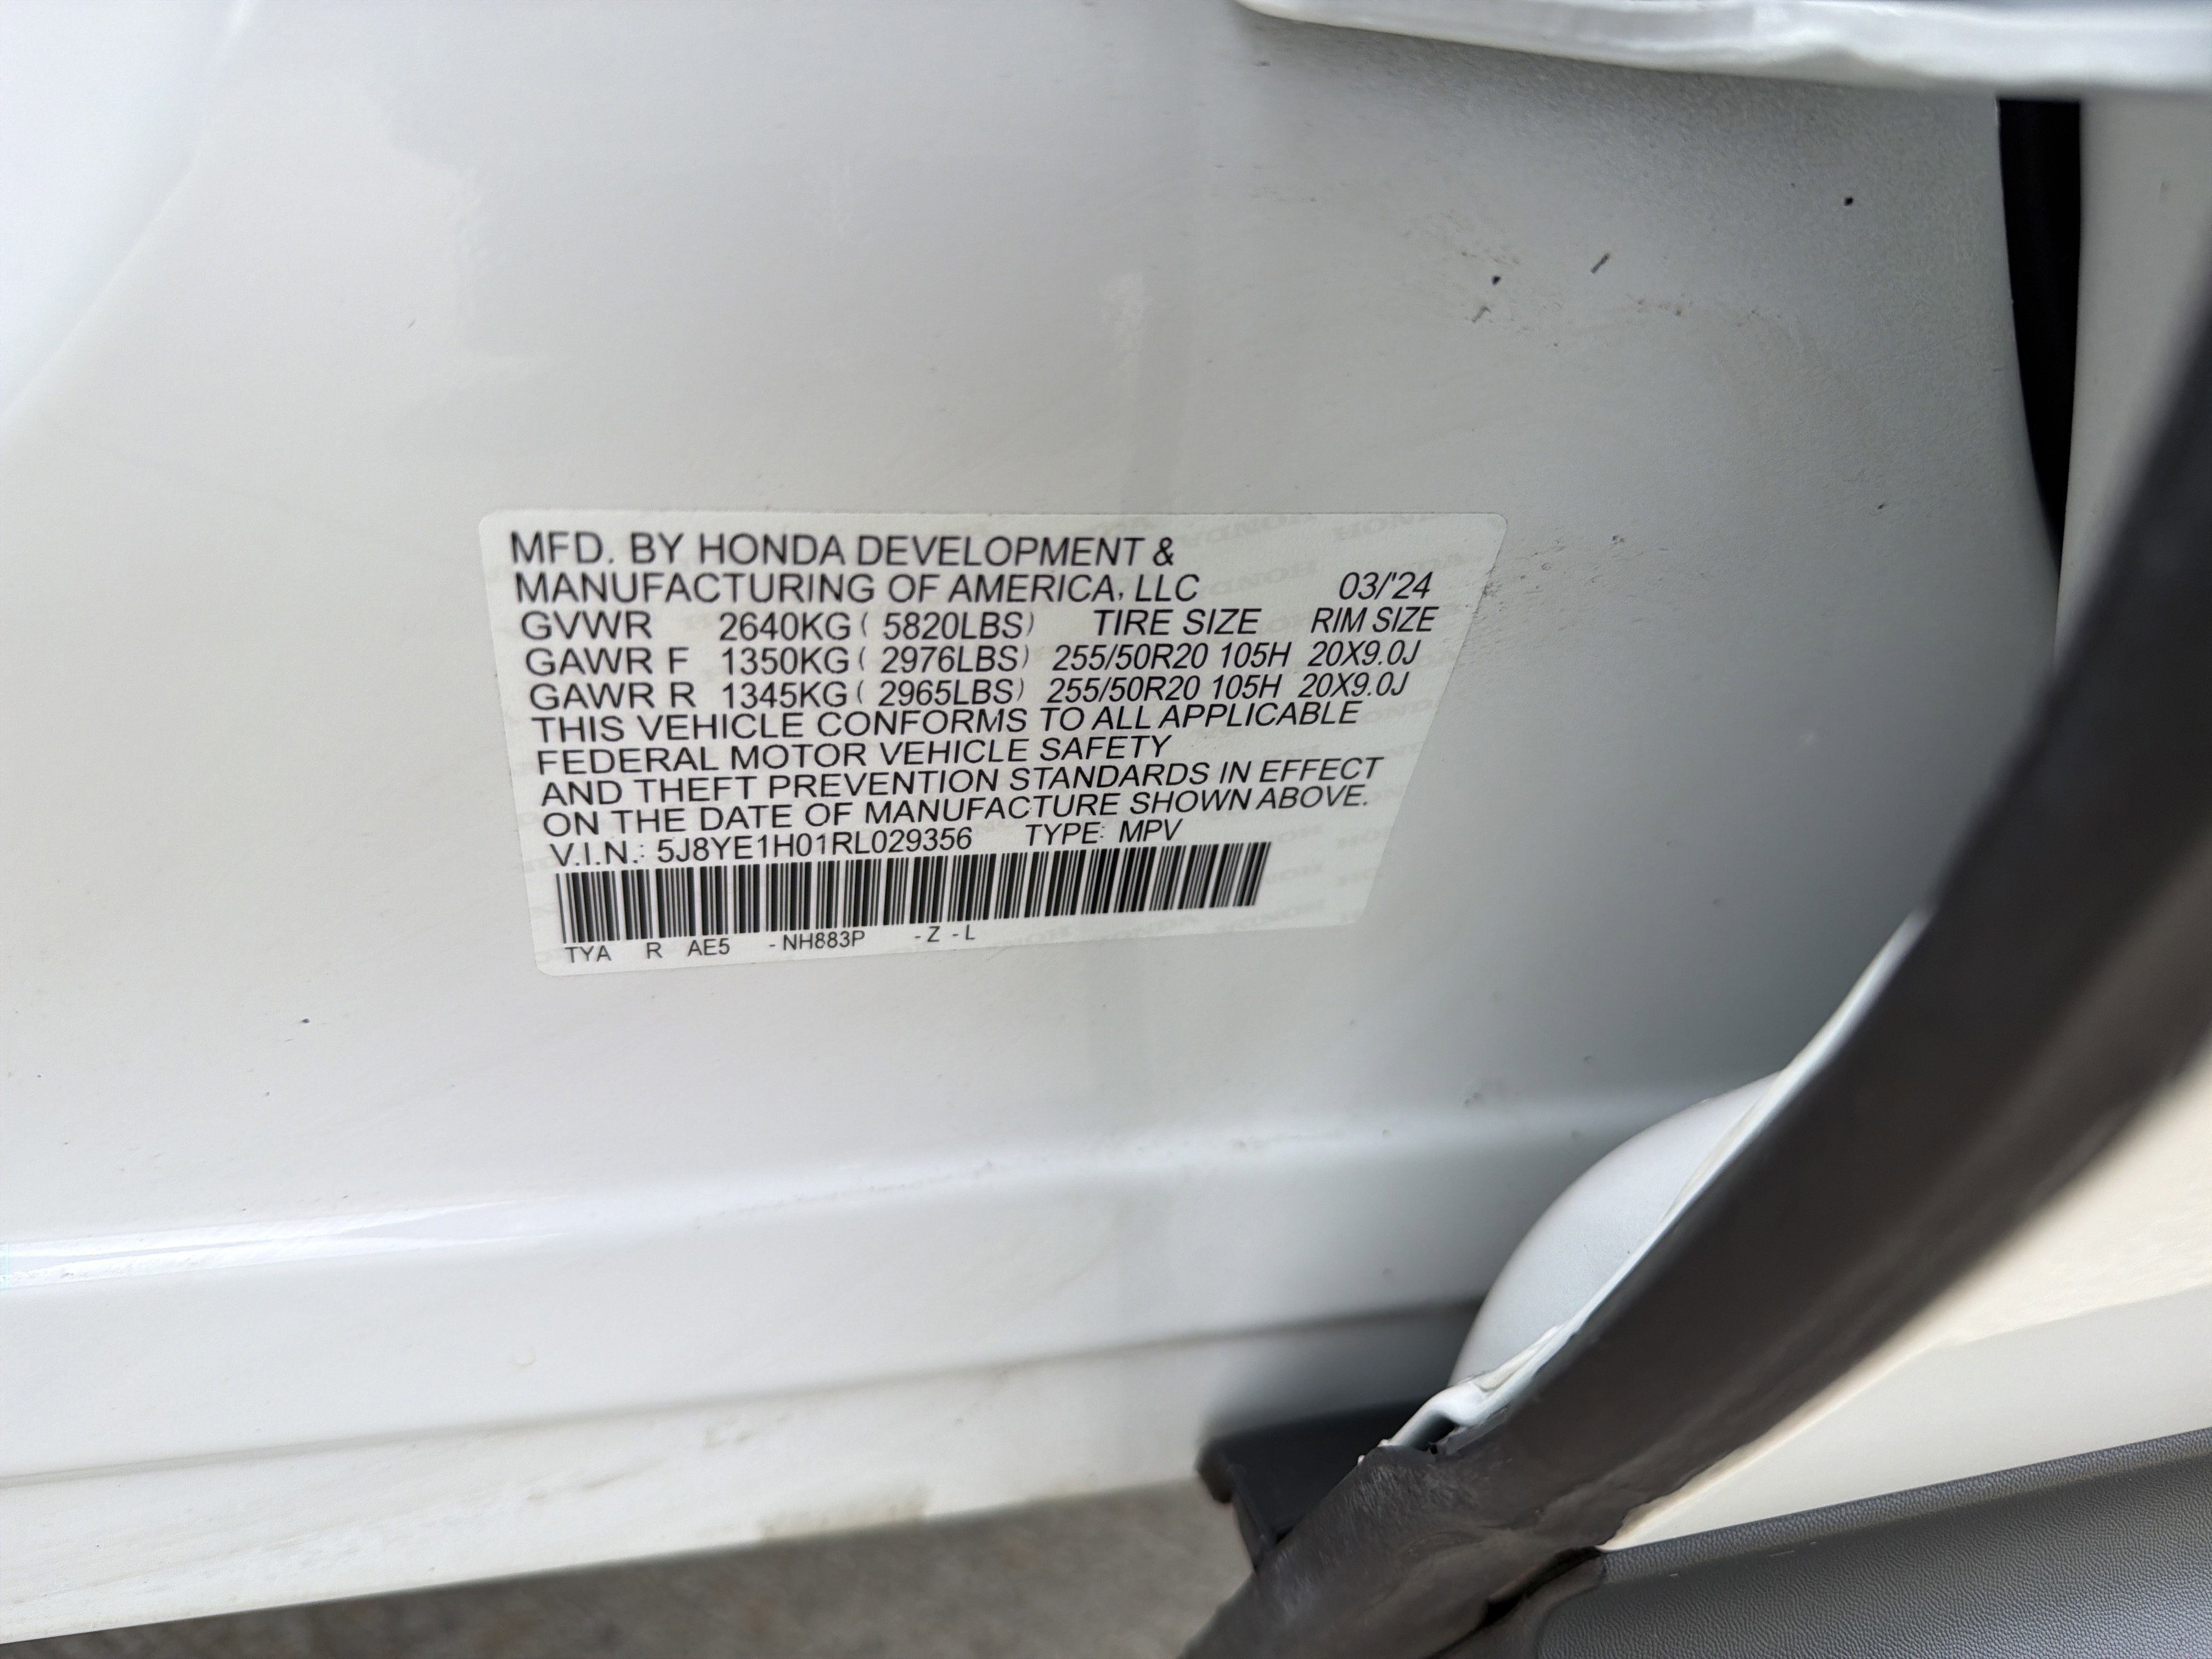 MFD. BY HONDA DEVELOPMENT &
MANUFACTURING OF AMERICA, LLC 03/'24
GVWR 2640KG ( 5820LBS) TIRE SIZE RIM SIZE
GAWR F 1350KG ( 2976LBS) 255/50R20 105H 20X9.0J
GAWR R 1345KG ( 2965LBS) 255/50R20 105H 20X9.0J
THIS VEHICLE CONFORMS TO ALL APPLICABLE
FEDERAL MOTOR VEHICLE SAFETY
AND THEFT PREVENTION STANDARDS IN EFFECT
ON THE DATE OF MANUFACTURE SHOWN ABOVE.
V.I.N.: 5J8YE1H01RL029356 TYPE: MPV
TYA R AE5 - NH883P - Z - L